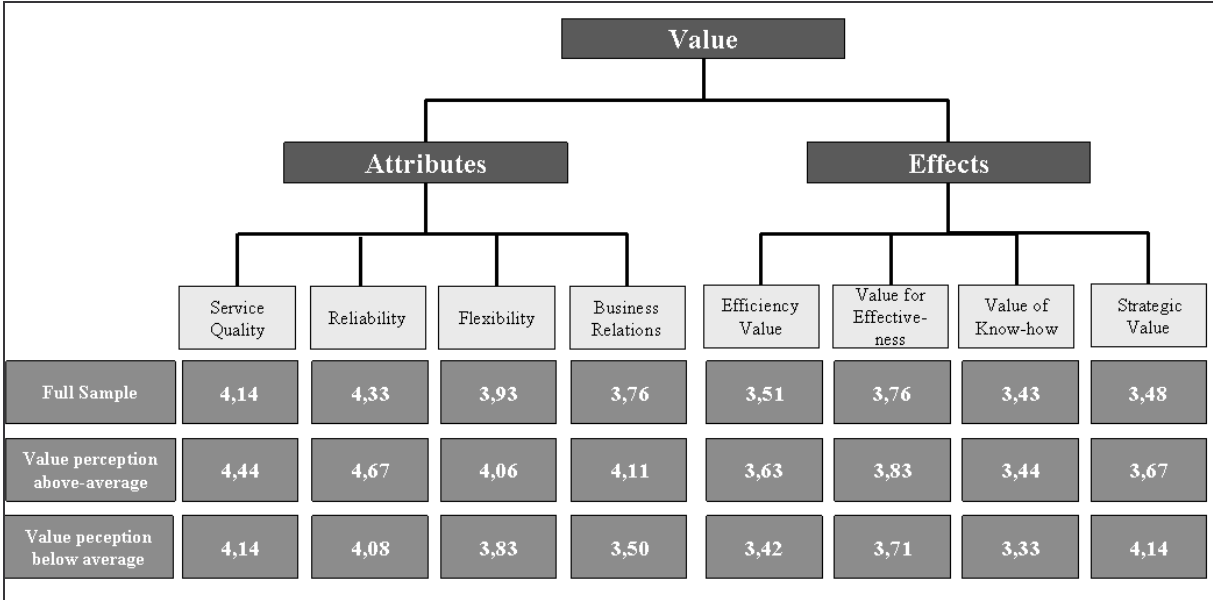 Value
Attributes
Effects
Service
Quality
Reliability
Flexibility
Business
Relations
Efficiency
Value
Value for
Effective-
ness
Value of
Know-how
Strategic
Value
Full Sample
4,14
4,33
3,93
3,76
3,51
3,76
3,43
3,48
Value perception
above-average
4,44
4,67
4,06
4,11
3,63
3,83
3,44
3,67
Value peception
below average
4,14
4,08
3,83
3,50
3,42
3,71
3,33
4,14